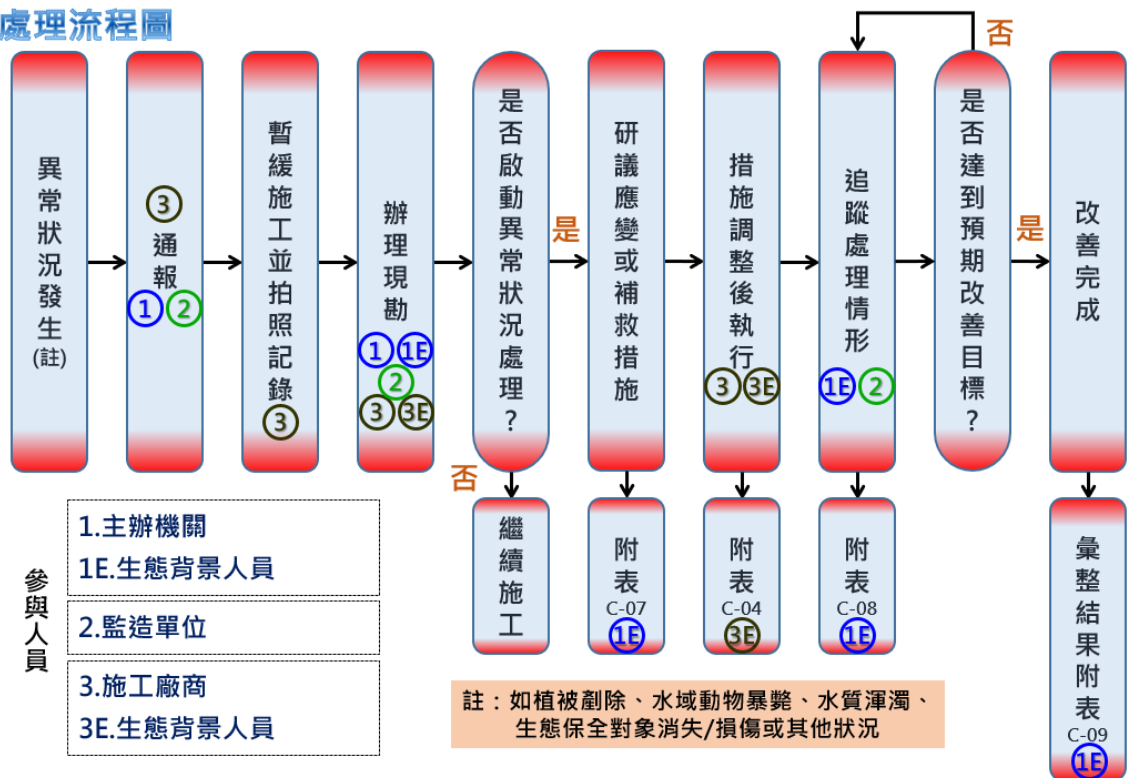 處理流程圖
異常狀況發生
(註)
③
通報
① ②
暫緩施工並拍照記錄
③
辦理現勘
① 1E
②
③ 3E
是否啟動異常狀況處理？
是
否
繼續施工
研議應變或補救措施
附表
C-07
1E
措施調整後執行
③ 3E
附表
C-04
3E
追蹤處理情形
1E ②
附表
C-08
1E
是否達到預期改善目標？
否
是
改善完成
彙整結果附表
C-09
1E
參與人員
1.主辦機關
1E.生態背景人員
2.監造單位
3.施工廠商
3E.生態背景人員
註：如植被剷除、水域動物暴斃、水質渾濁、
生態保全對象消失/損傷或其他狀況